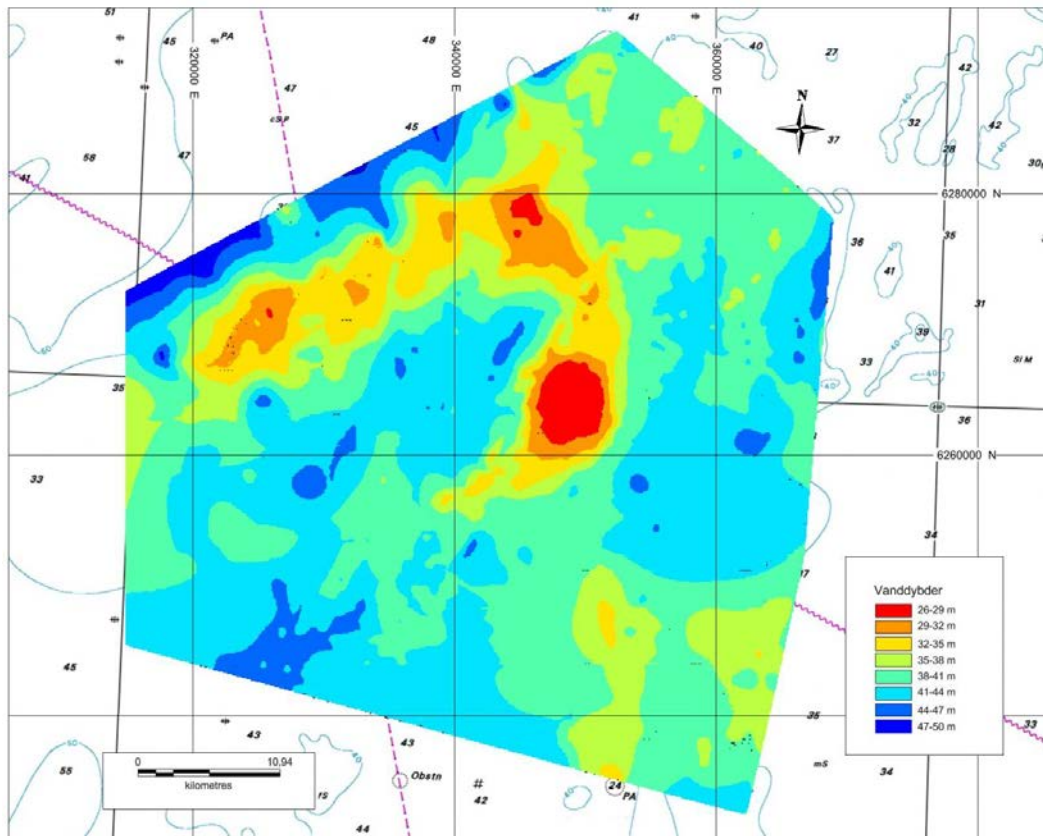 51
45
PA
48
41
40
27
42
320000 E
340000 E
360000 E
47
45
N
32
42
37
58
47
28
41
6280000 N
36
35
41
31
39
33
SI M
35
36
33
6260000 N
34
Vanddybder
26-29 m
29-32 m
32-35 m
35-38 m
38-41 m
41-44 m
44-47 m
47-50 m
45
35
33
43
43
0
10,94
kilometres
55
Obstn
#
42
24
PA
mS
34
44